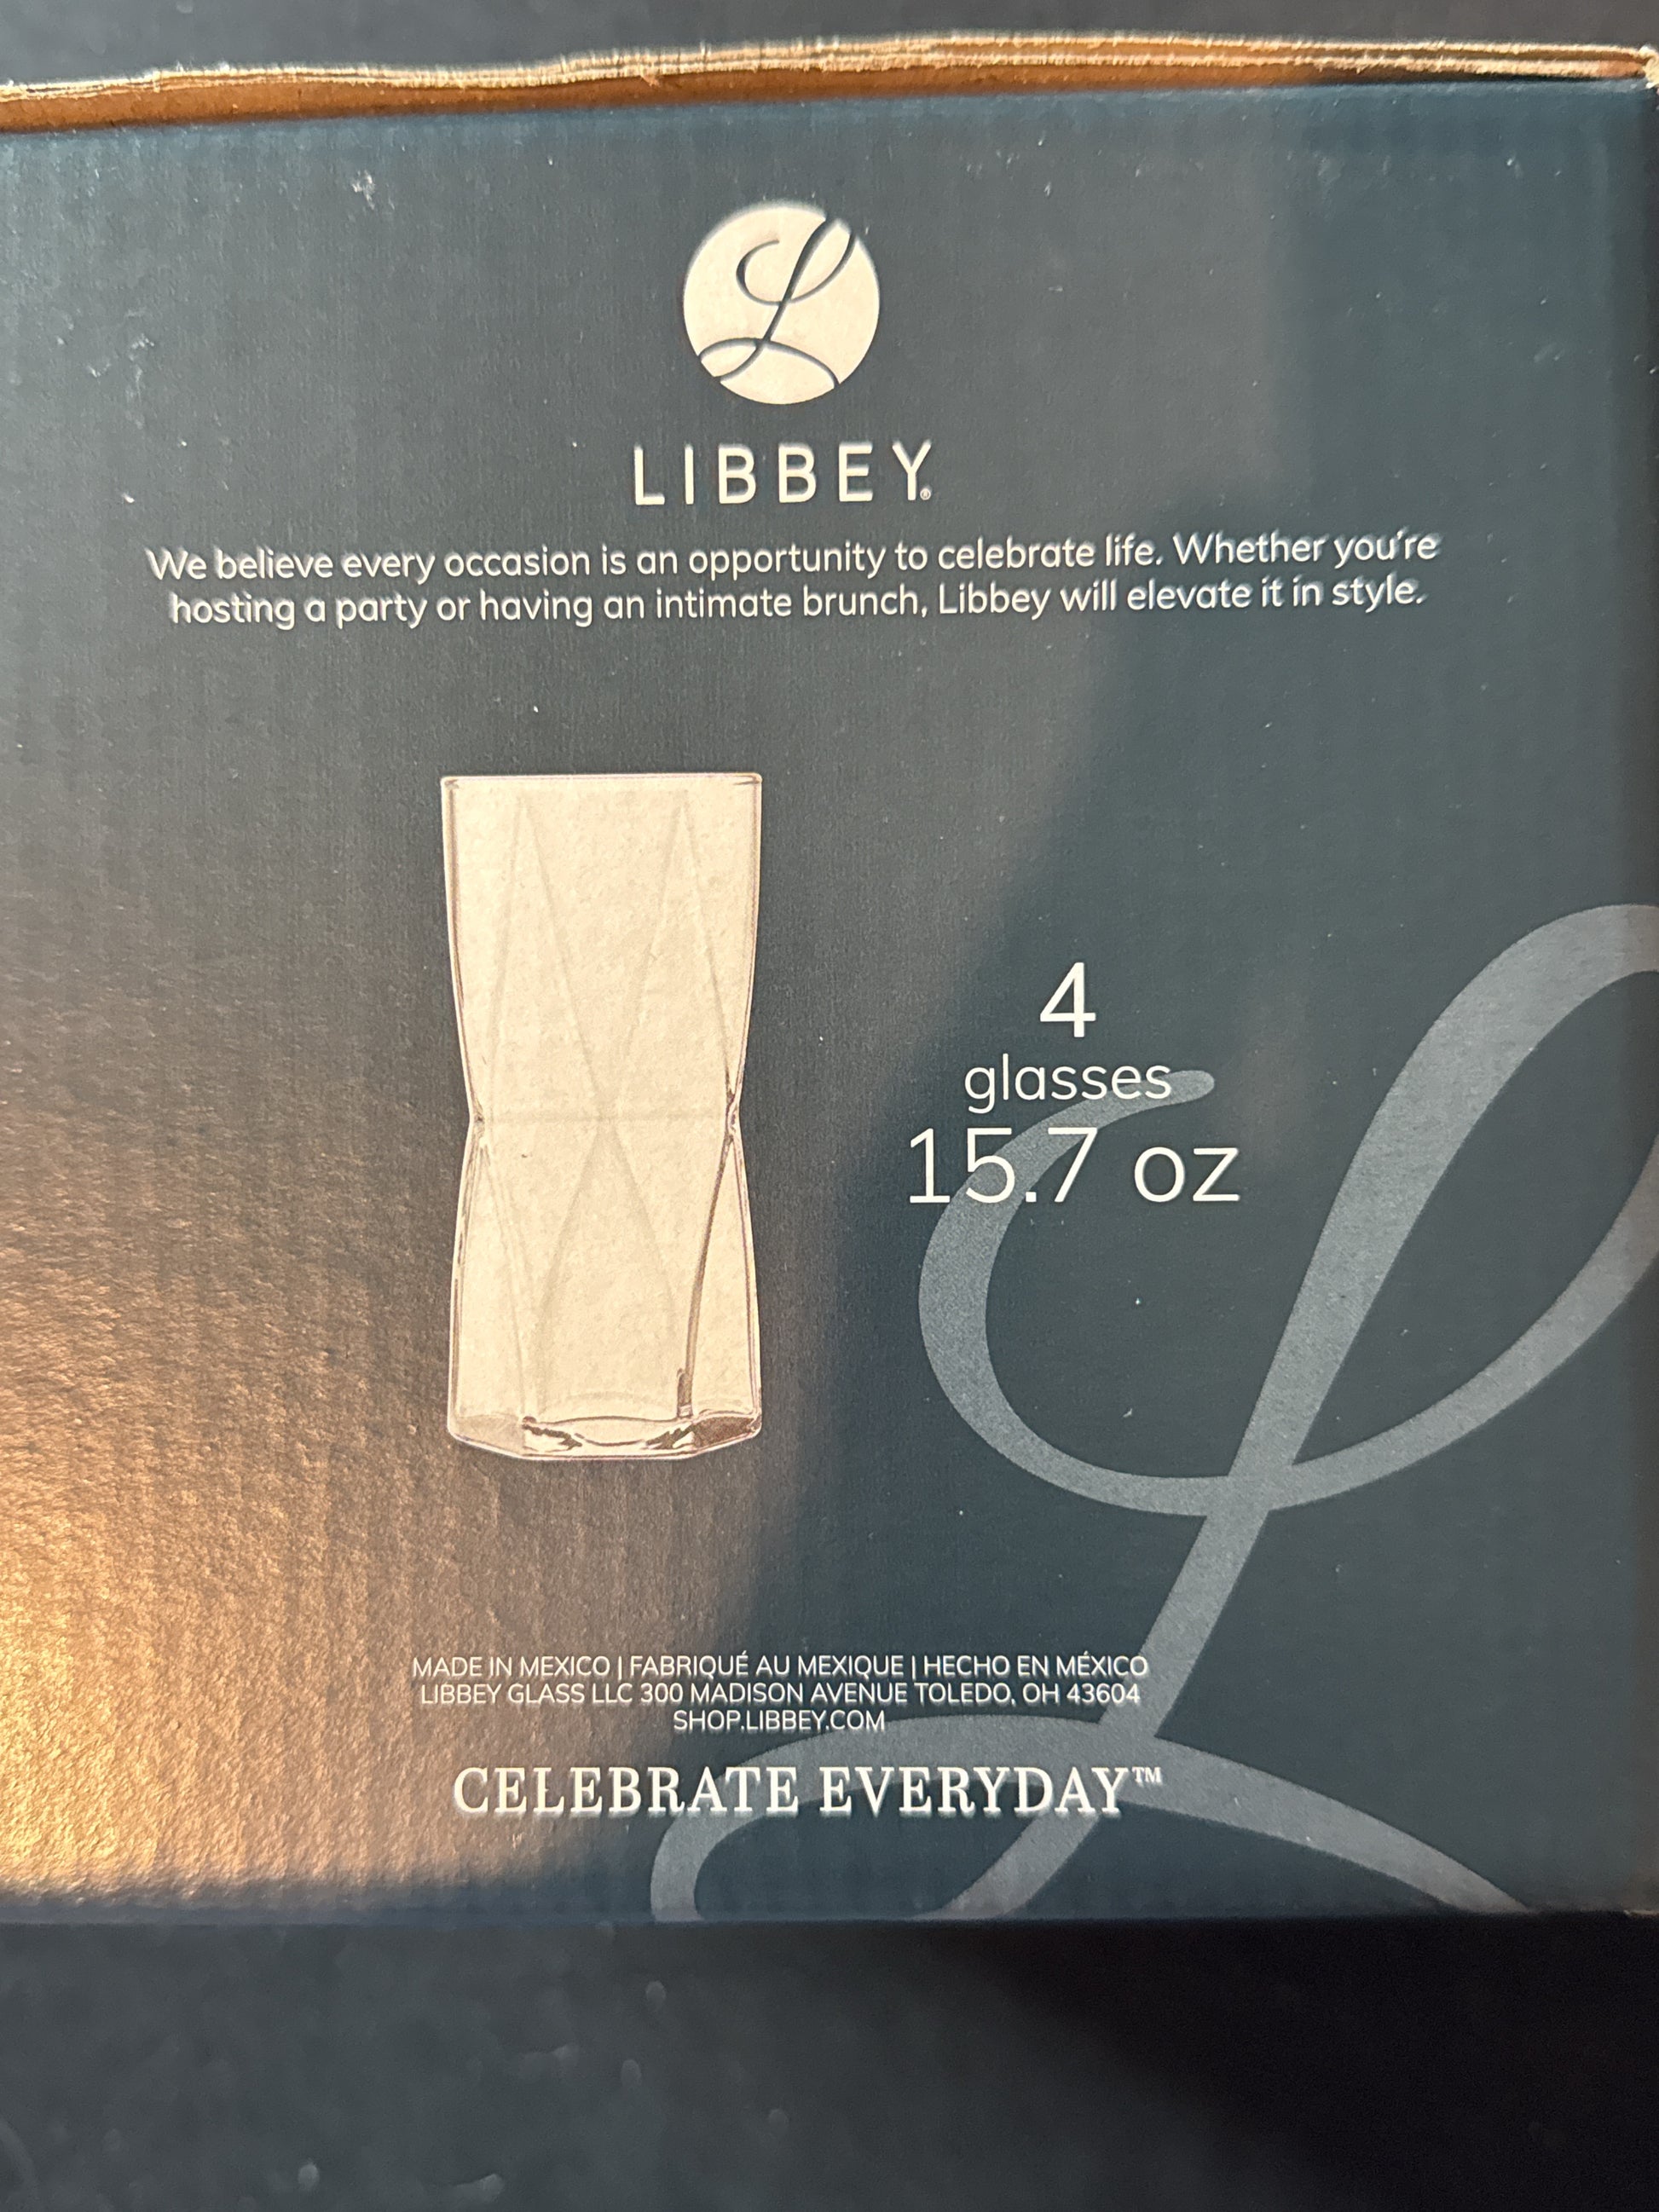 LIBBEY®
We believe every occasion is an opportunity to celebrate life. Whether you're
hosting a party or having an intimate brunch, Libbey will elevate it in style.
4
glasses
15.7 oz
MADE IN MEXICO | FABRIQUÉ AU MEXIQUE | HECHO EN MÉXICO
LIBBEY GLASS LLC 300 MADISON AVENUE TOLEDO, OH 43604
SHOP.LIBBEY.COM
CELEBRATE EVERYDAY™